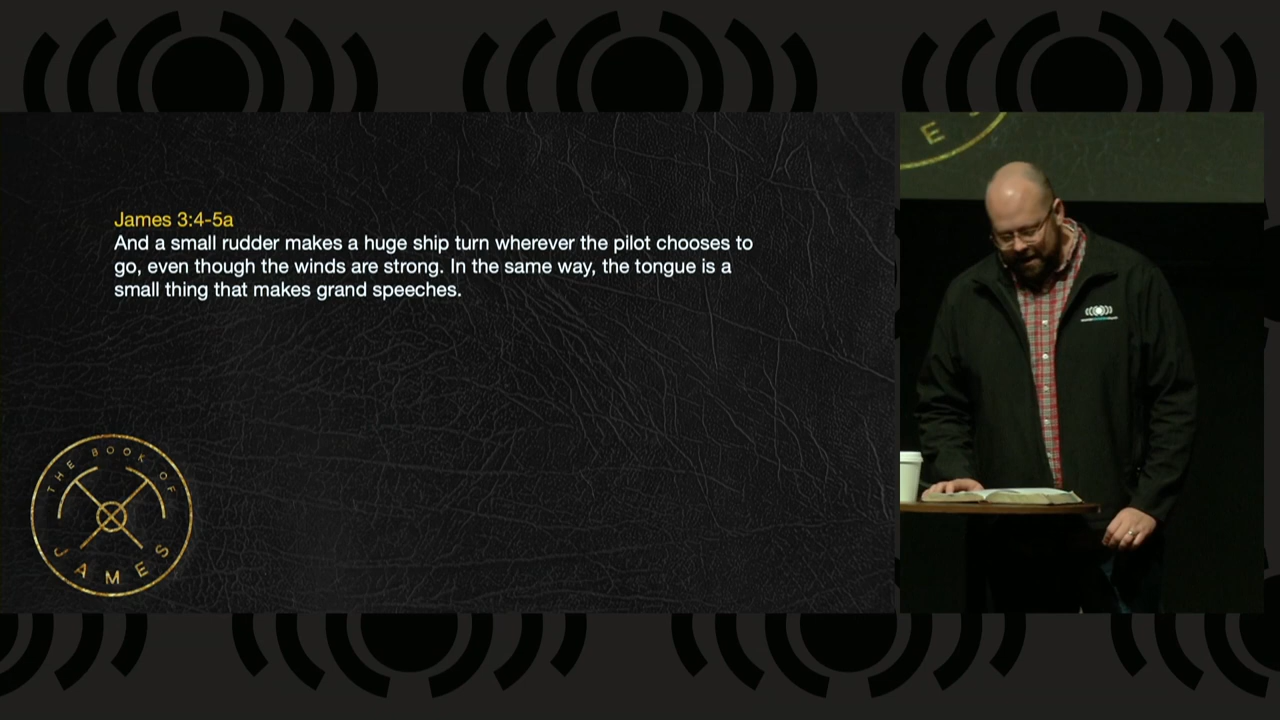 James 3:4-5a
And a small rudder makes a huge ship turn wherever the pilot chooses to
go, even though the winds are strong. In the same way, the tongue is a
small thing that makes grand speeches.
THE BOOK OF
JAMES